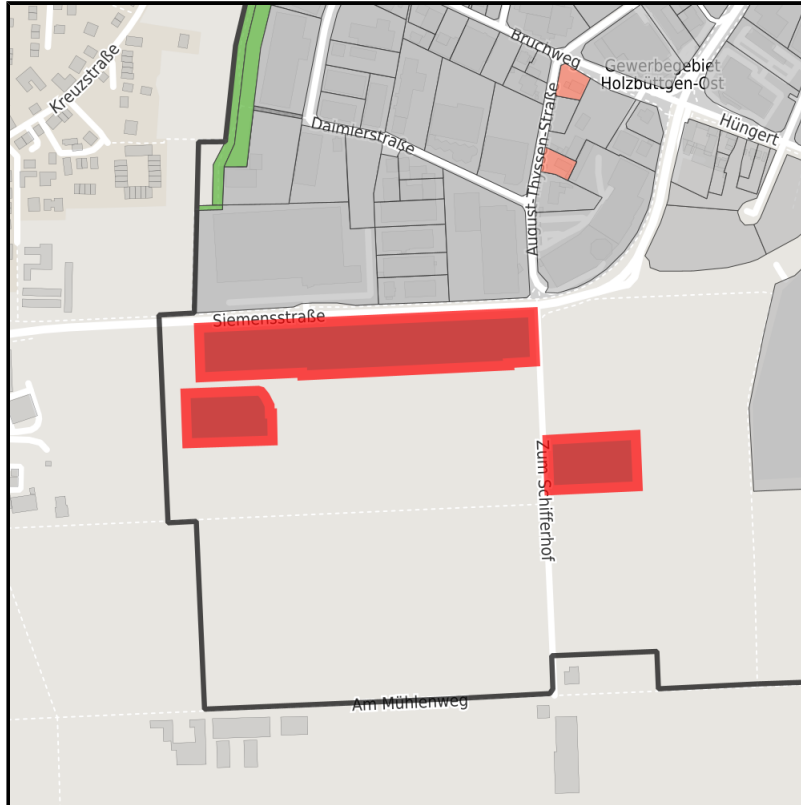 Kreuzstraße
Bruchweg
Gewerbegebiet
Holzbüttgen-Ost
Hüngert
Daimlerstraße
August-Thyssen-Straße
Siemensstraße
Zum Schifferhof
Am Mühlenweg